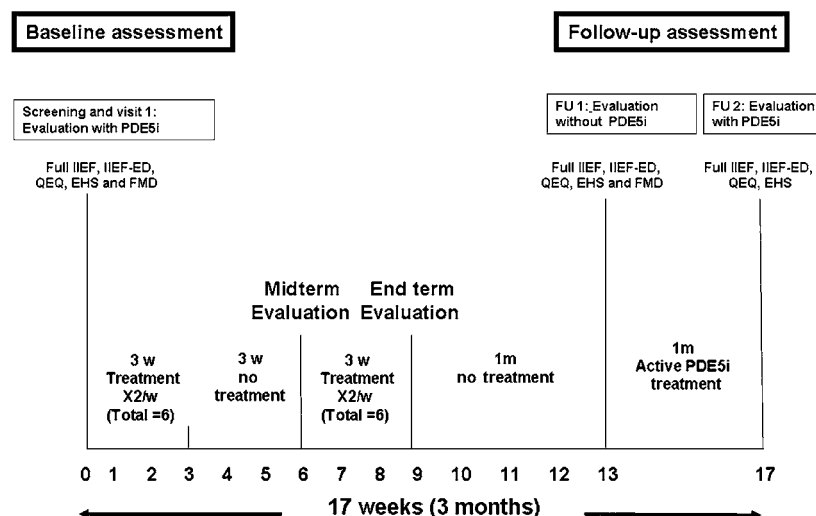 Baseline assessment
Follow-up assessment
Screening and visit 1:
Evaluation with PDE5i
FU 1: Evaluation
without PDE5i
FU 2: Evaluation
with PDE5i
Full IIEF, IIEF-ED,
QEQ, EHS and FMD
Full IIEF, IIEF-ED,
QEQ, EHS and FMD
Full IIEF, IIEF-ED,
QEQ, EHS
Midterm
Evaluation
End term
Evaluation
3 w
Treatment
X2/w
(Total =6)
3 w
no
treatment
3 w
Treatment
X2/w
(Total =6)
1m
no treatment
1m
Active PDE5i
treatment
0 1 2 3 4 5 6 7 8 9 10 11 12 13 17
17 weeks (3 months)